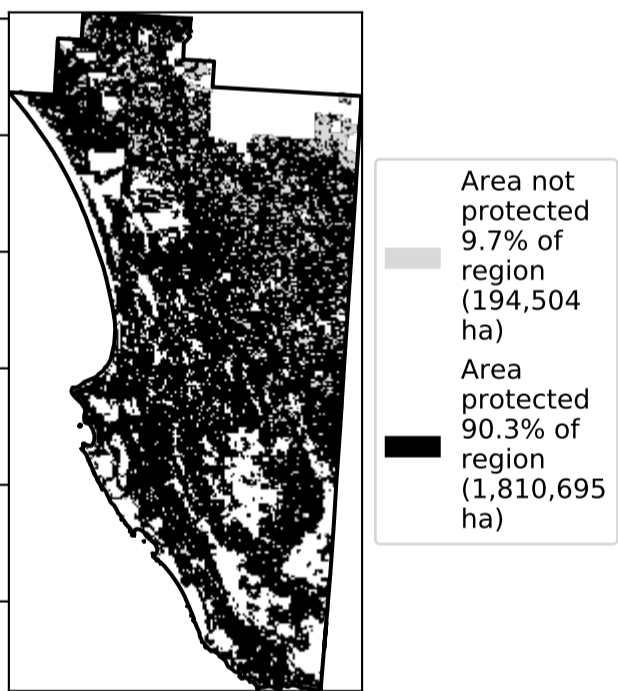 Area not
protected
9.7% of
region
(194,504
ha)
Area
protected
90.3% of
region
(1,810,695
ha)